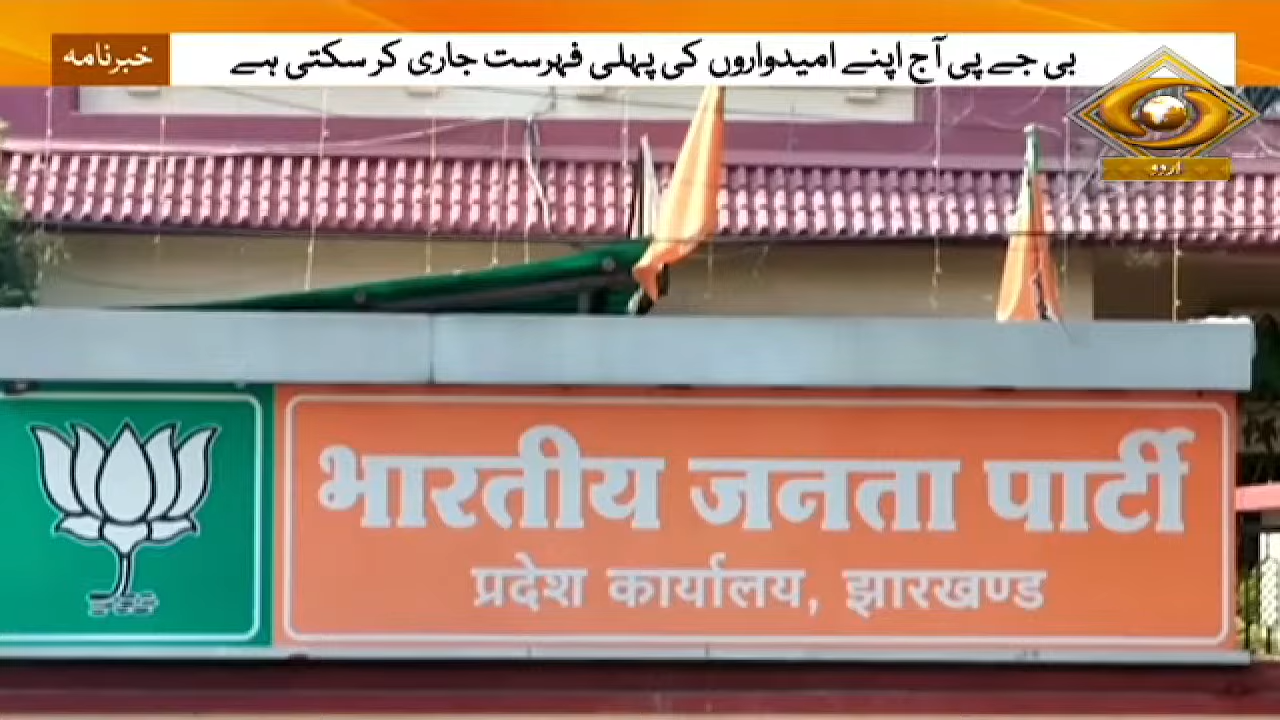 بی جے پی آج اپنے امیدواروں کی پہلی فہرست جاری کر سکتی ہے
خبرنامہ
اردو
भारतीय जनता पार्टी
प्रदेश कार्यालय, झारखण्ड